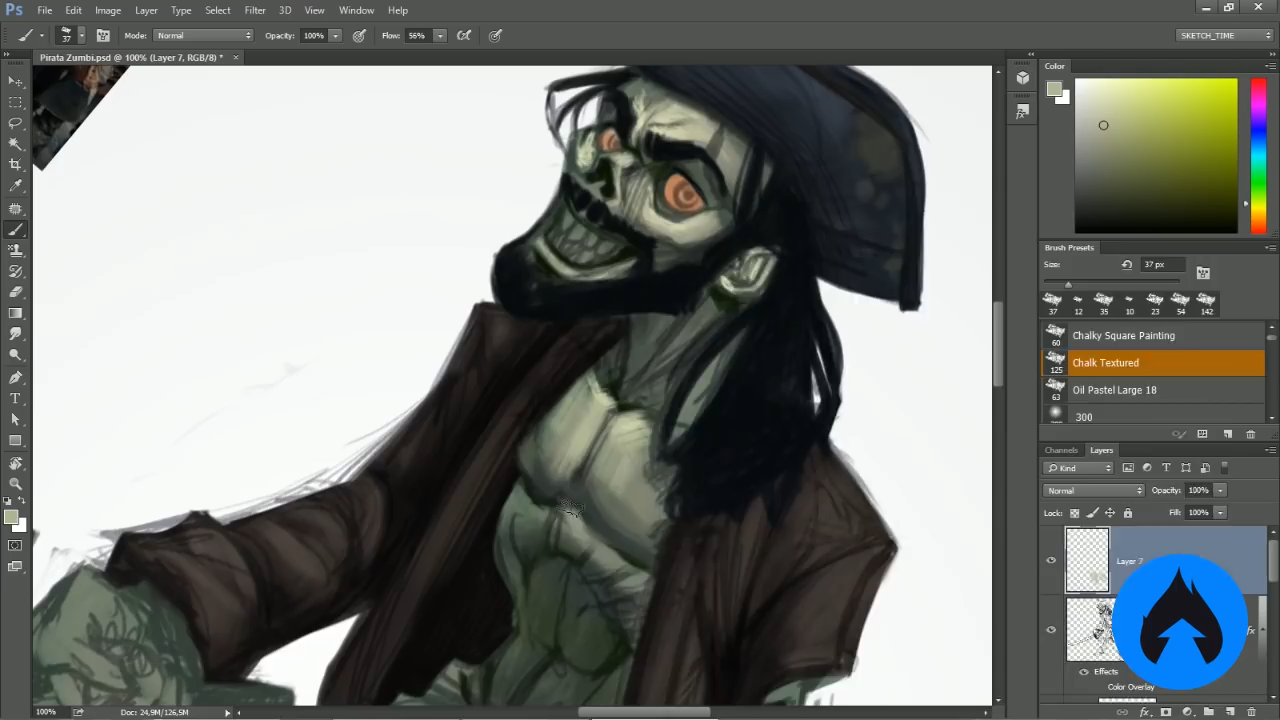 Ps File Edit Image Layer Type Select Filter 3D View Window Help
37 Mode: Normal Opacity: 100% Flow: 56% SKETCH_TIME
Pirata Zumbi.psd @ 100% (Layer 7, RGB/8) * ×
Color
Brush Presets
Size: 37 px
37 12 35 10 23 54 142
60 Chalky Square Painting
125 Chalk Textured
63 Oil Pastel Large 18
300
Channels Layers
Kind
Normal Opacity: 100%
Lock: Fill: 100%
Layer 7
fx
Effects
Color Overlay
100% Doc: 24,9M/126,5M